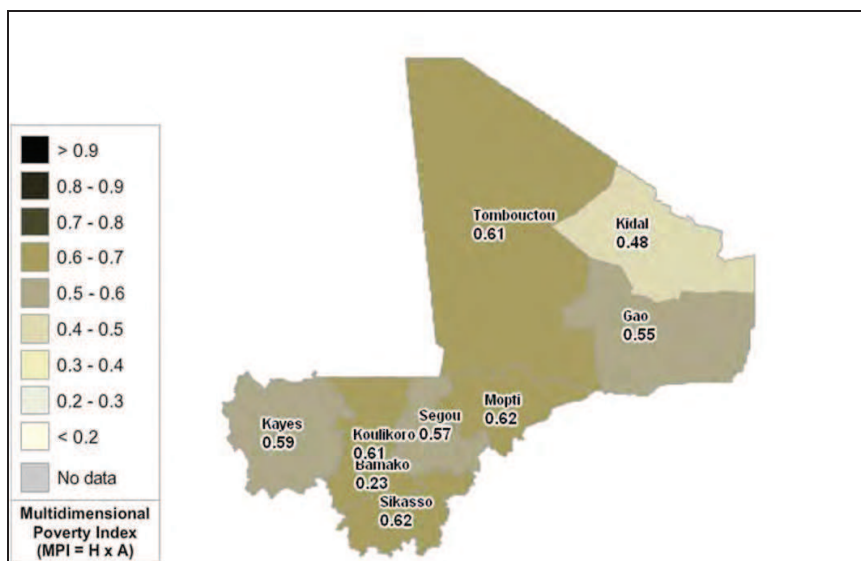 > 0.9
0.8 - 0.9
0.7 - 0.8
0.6 - 0.7
0.5 - 0.6
0.4 - 0.5
0.3 - 0.4
0.2 - 0.3
< 0.2
No data
Multidimensional
Poverty Index
(MPI = H x A)
Tombouctou
0.61
Kidal
0.48
Gao
0.55
Mopti
0.62
Segou
0.57
Kayes
0.59
Koulikoro
0.61
Bamako
0.23
Sikasso
0.62